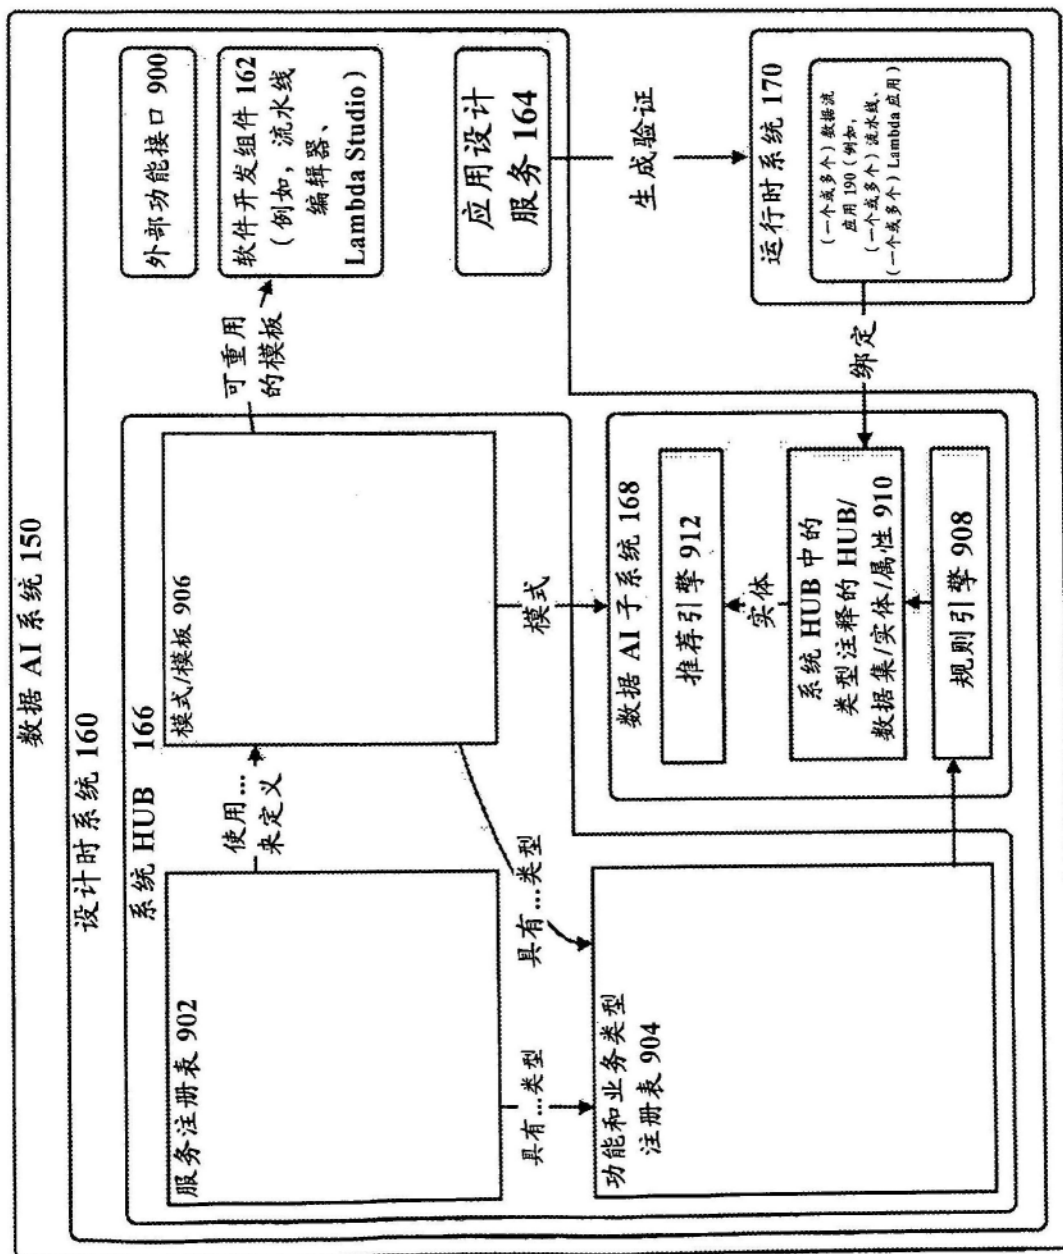 数据 AI 系统 150
设计时系统 160
系统 HUB 166
服务注册表 902
使用...
来定义
模式/模板 906
可重用
的模板
外部功能接口 900
软件开发组件 162
(例如，流水线
编辑器、
Lambda Studio)
具有...类型
具有...类型
模式
应用设计
服务 164
功能和业务类型
注册表 904
数据 AI 子系统 168
推荐引擎 912
实体
系统 HUB 中的
类型注释的 HUB/
数据集/实体/属性 910
规则引擎 908
生成验证
绑定
运行时系统 170
(一个或多个) 数据流
应用 190 (例如，
(一个或多个) 流水线、
(一个或多个) Lambda 应用)